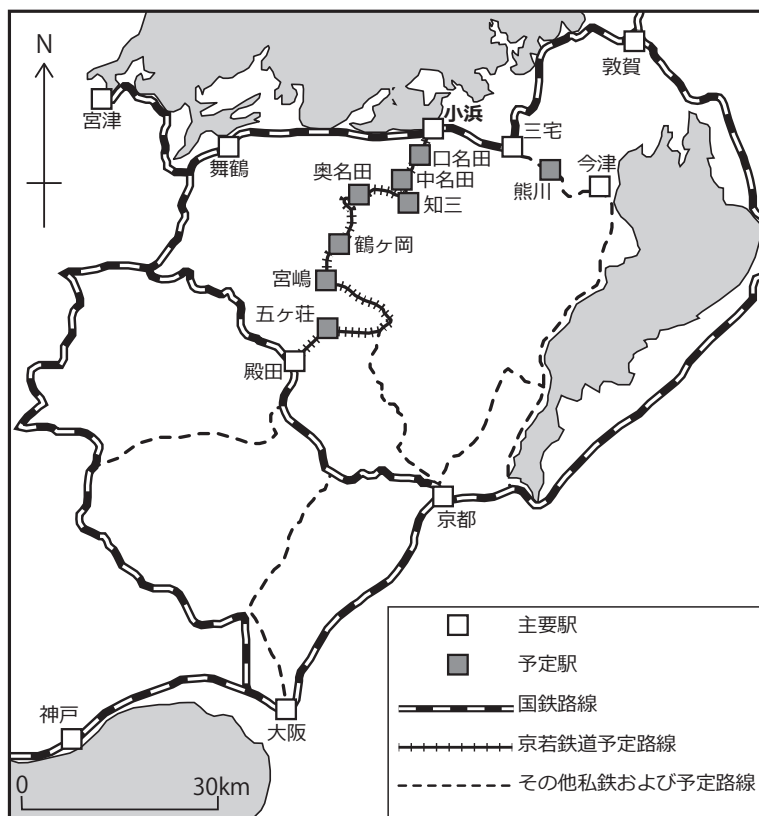 N
敦賀
宮津
小浜
三宅
舞鶴
口名田
今津
奥名田
中名田
熊川
知三
鶴ヶ岡
宮嶋
五ヶ荘
殿田
京都
主要駅
予定駅
神戸
国鉄路線
大阪
京若鉄道予定路線
0
30km
その他私鉄および予定路線